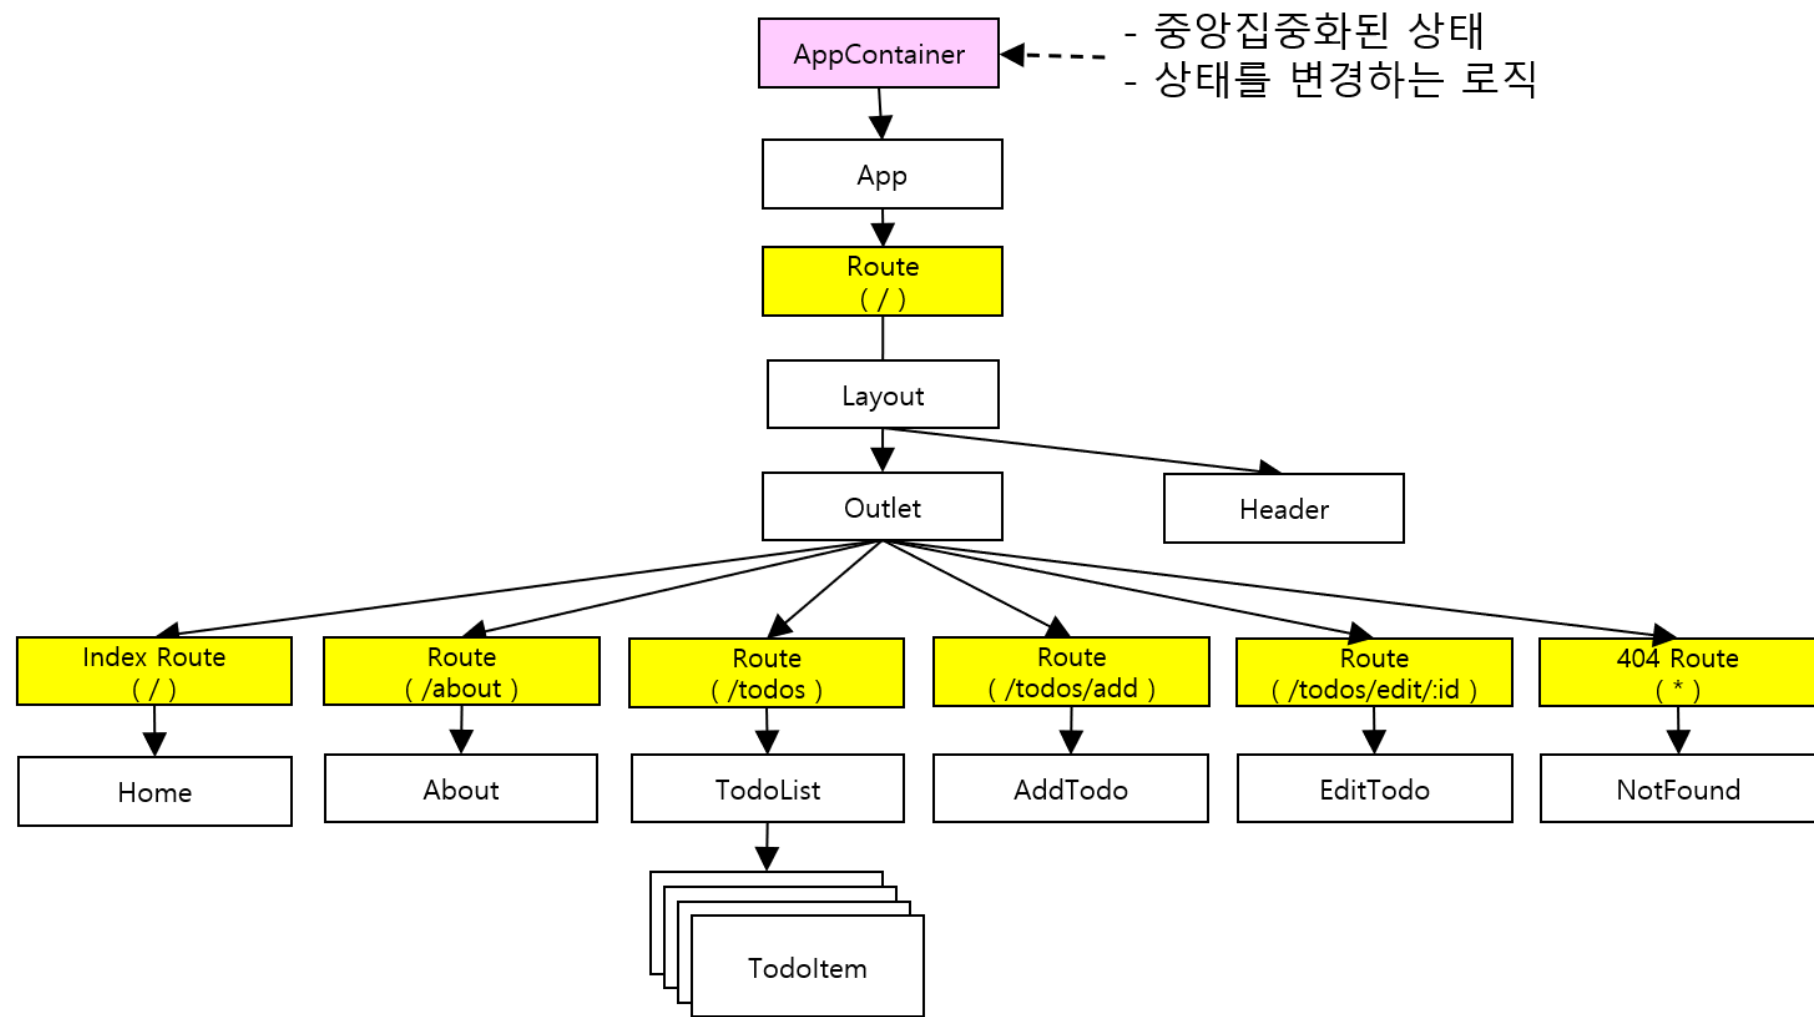 AppContainer
- 중앙집중화된 상태
- 상태를 변경하는 로직
App
Route
( / )
Layout
Outlet
Header
Index Route
( / )
Route
( /about )
Route
( /todos )
Route
( /todos/add )
Route
( /todos/edit/:id )
404 Route
( * )
Home
About
TodoList
AddTodo
EditTodo
NotFound
TodoItem